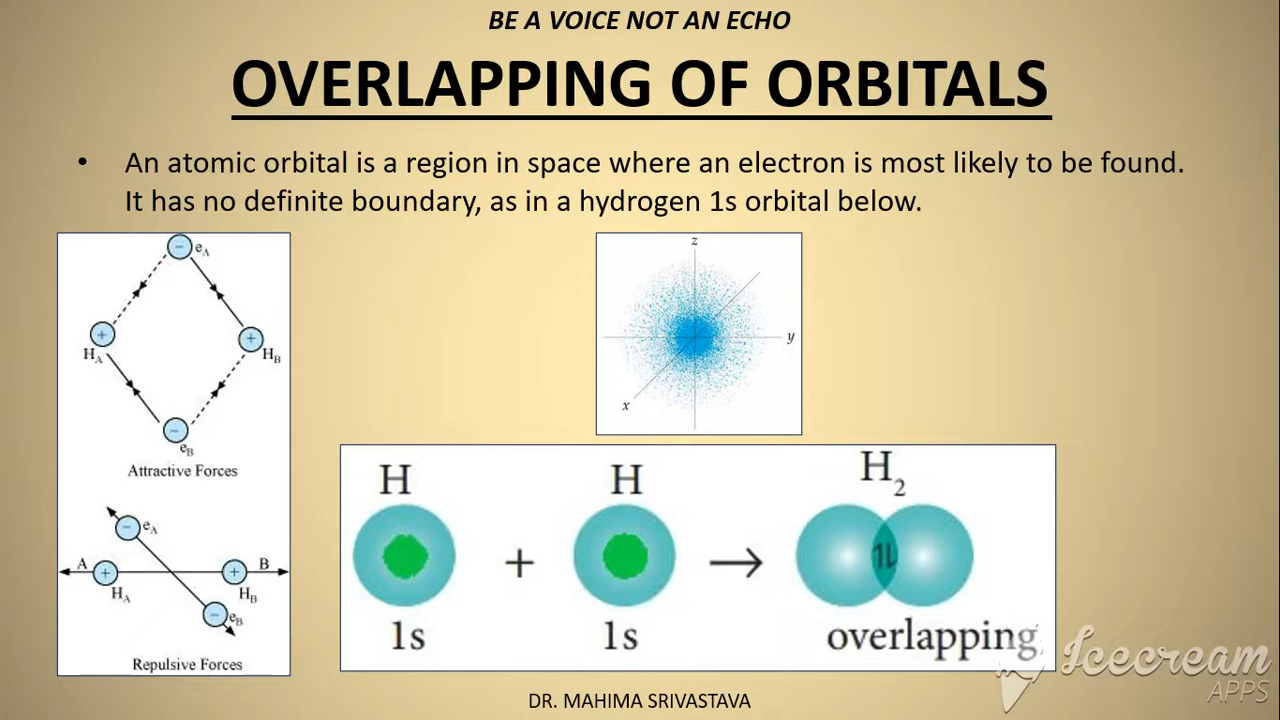 BE A VOICE NOT AN ECHO
OVERLAPPING OF ORBITALS
• An atomic orbital is a region in space where an electron is most likely to be found.
It has no definite boundary, as in a hydrogen 1s orbital below.
− eA
+ +
HA HB
−
eB
Attractive Forces
− eA
A + + B
HA HB
− eB
Repulsive Forces
z
y
x
H H H2
+ → 1↓
1s 1s overlapping
Icecream
APPS
DR. MAHIMA SRIVASTAVA